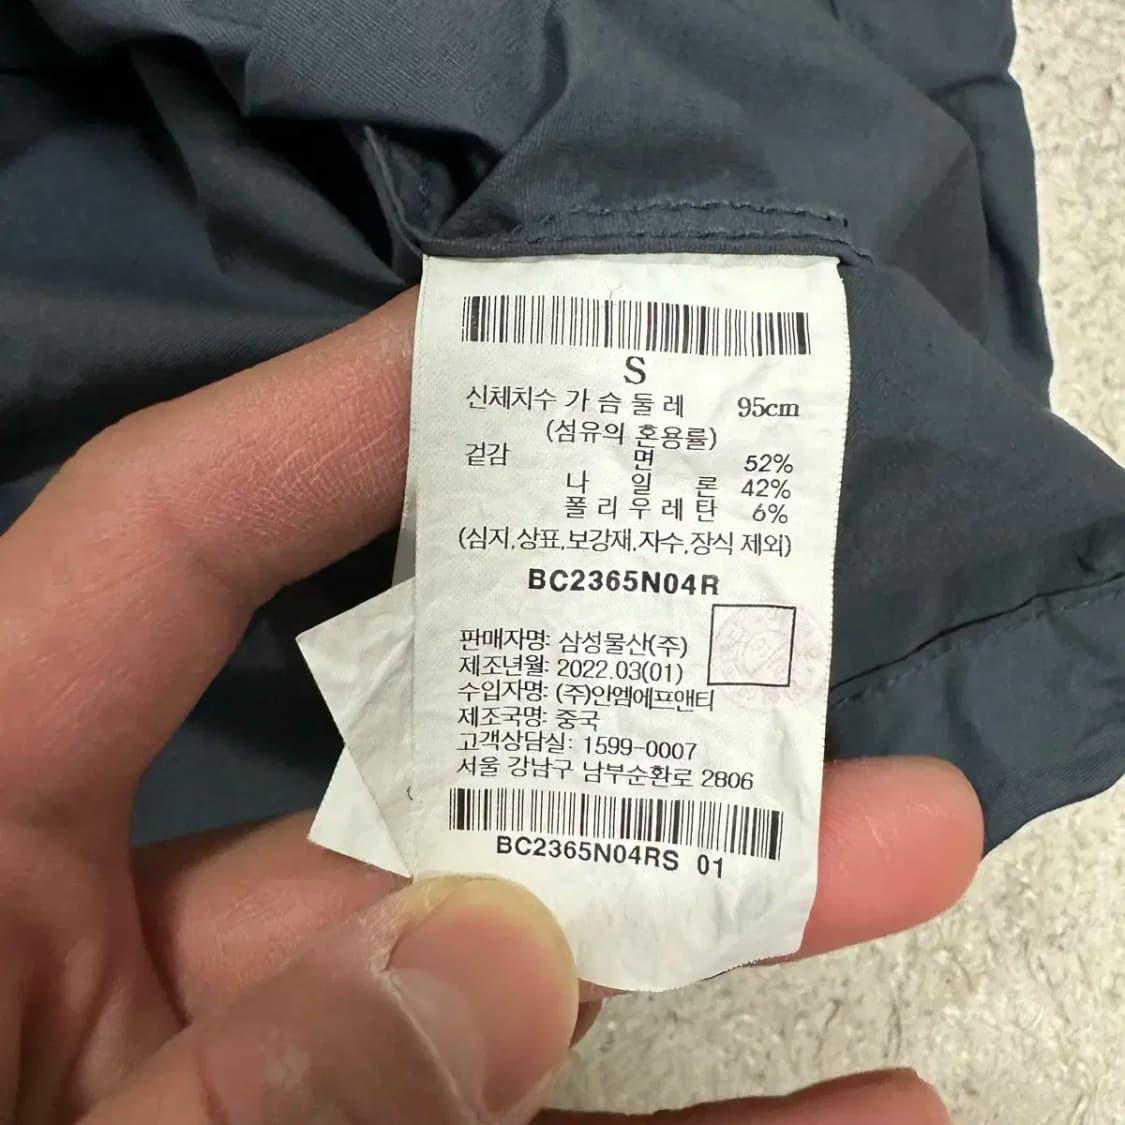 S
신체치수 가슴둘레 95cm
(섬유의 혼용률)
겉감 면 52%
나일론 42%
폴리우레탄 6%
(심지,상표,보강재,자수,장식 제외)
BC2365N04R
판매자명: 삼성물산(주)
제조년월: 2022.03(01)
수입자명: (주)안엠에프앤티
제조국명: 중국
고객상담실: 1599-0007
서울 강남구 남부순환로 2806
BC2365N04RS 01